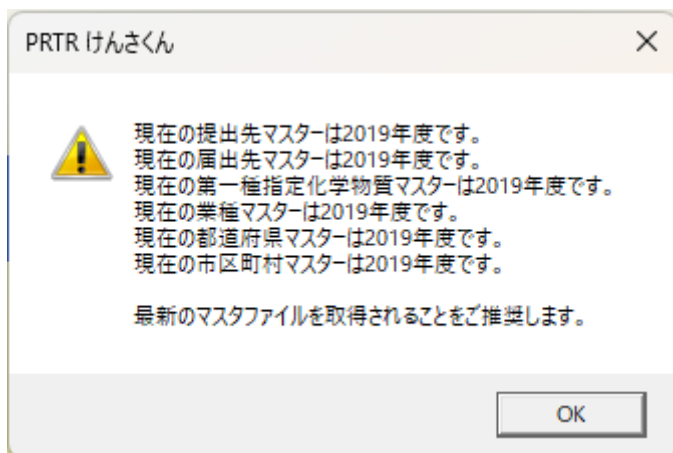 PRTR けんさくん
現在の提出先マスターは2019年度です。
現在の届出先マスターは2019年度です。
現在の第一種指定化学物質マスターは2019年度です。
現在の業種マスターは2019年度です。
現在の都道府県マスターは2019年度です。
現在の市区町村マスターは2019年度です。
最新のマスタファイルを取得されることをご推奨します。
OK